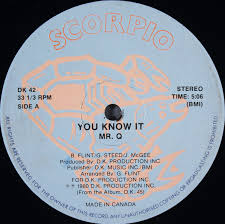 SCORPIO
DK 42
33 1/3 RPM
Side A
STEREO
TIME: 5:06
(BMI)
YOU KNOW IT
MR. Q
B. FLINT/G. STEED/J. McGEE
Produced by D.K. PRODUCTION INC
Publisher D.K. MUSIC INC. BMI
Arranged by G. FLINT
FOR D.K. PRODUCTION INC.
℗ 1980 D.K. PRODUCTION INC.
(From the Album, D.K. 45)
MADE IN CANADA